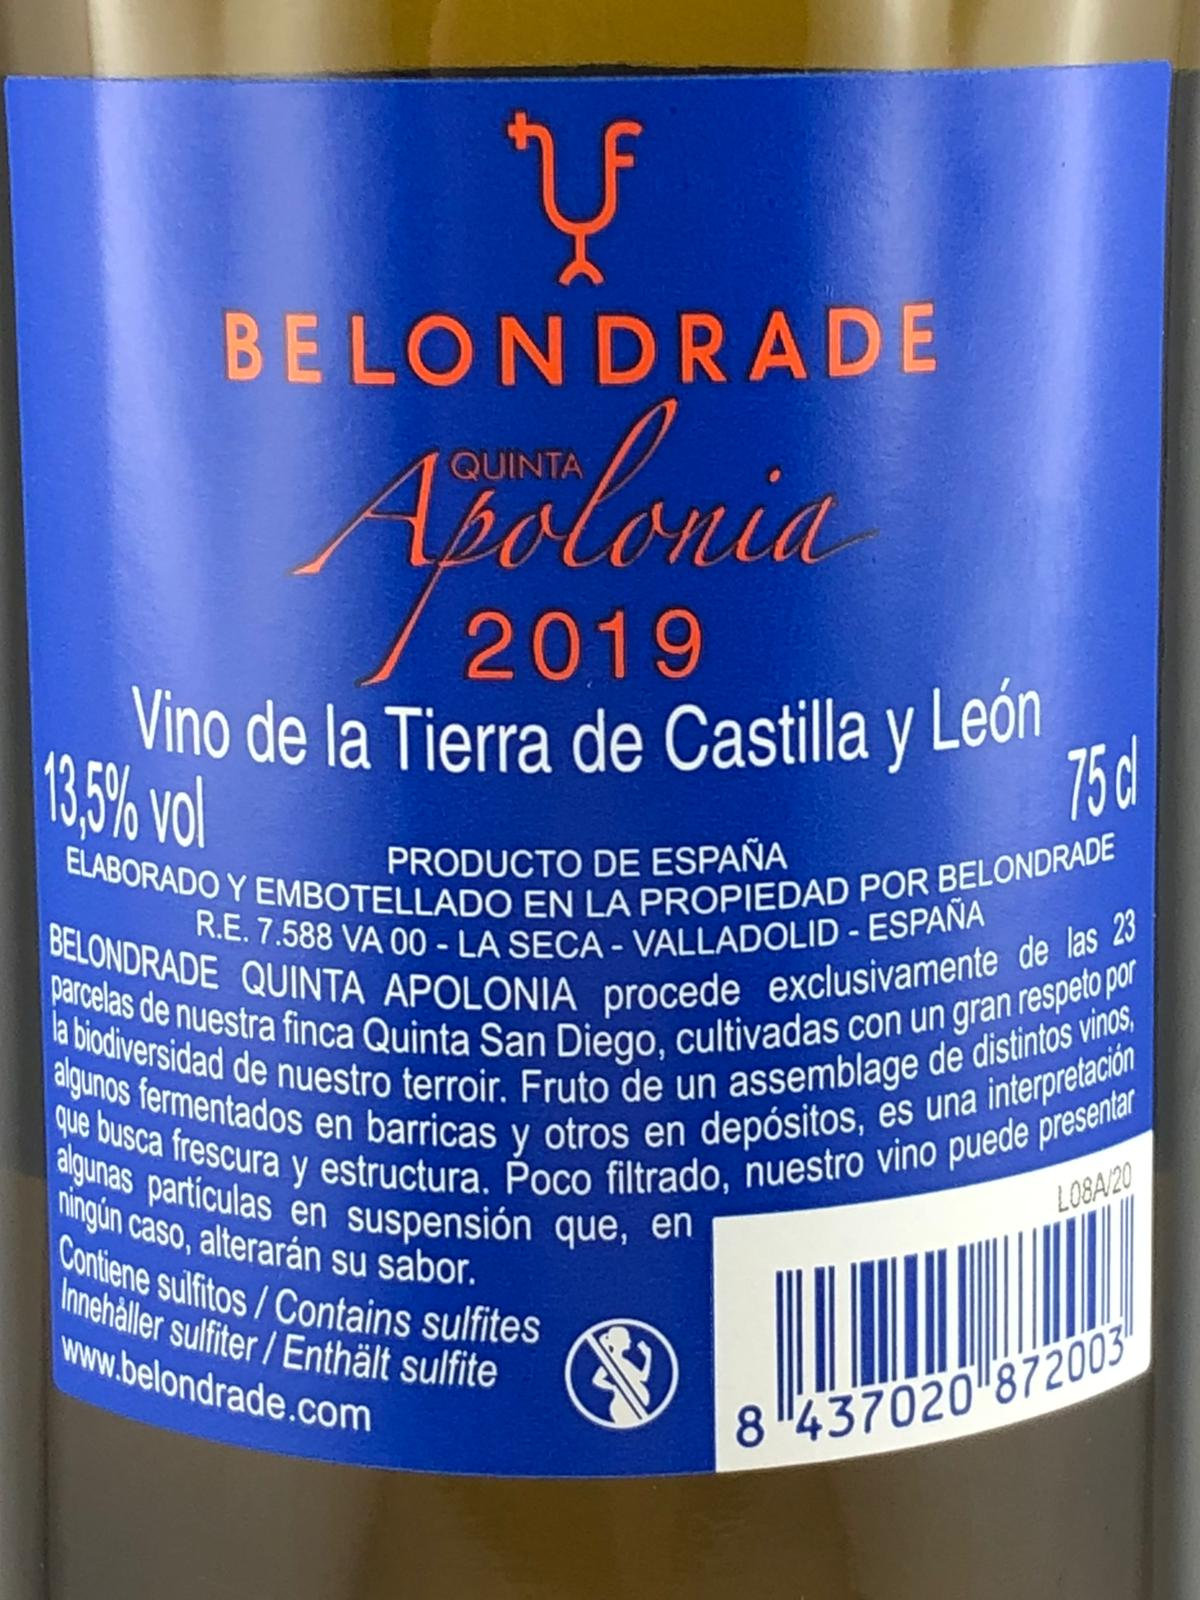 BELONDRADE
QUINTA
Apolonia
2019
Vino de la Tierra de Castilla y León
13,5% vol
75 cl
PRODUCTO DE ESPAÑA
ELABORADO Y EMBOTELLADO EN LA PROPIEDAD POR BELONDRADE
R.E. 7.588 VA 00 - LA SECA - VALLADOLID - ESPAÑA
BELONDRADE QUINTA APOLONIA procede exclusivamente de las 23
parcelas de nuestra finca Quinta San Diego, cultivadas con un gran respeto por
la biodiversidad de nuestro terroir. Fruto de un assemblage de distintos vinos,
algunos fermentados en barricas y otros en depósitos, es una interpretación
que busca frescura y estructura. Poco filtrado, nuestro vino puede presentar
algunas partículas en suspensión que, en
ningún caso, alterarán su sabor.
Contiene sulfitos / Contains sulfites
Innehåller sulfiter / Enthält sulfite
www.belondrade.com
L08A/20
8 437020 872003